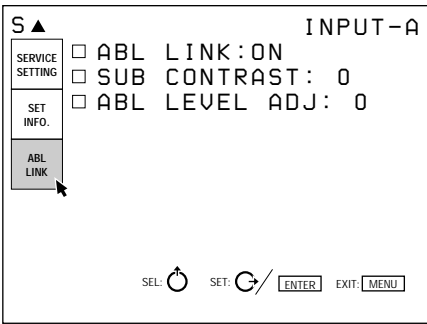 S▲ INPUT-A
SERVICE
SETTING
SET
INFO.
ABL
LINK
□ ABL LINK:ON
□ SUB CONTRAST: 0
□ ABL LEVEL ADJ: 0
SEL: SET: / ENTER EXIT: MENU